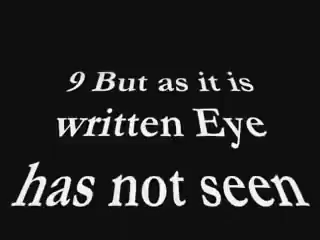 9 But as it is
written Eye
has not seen